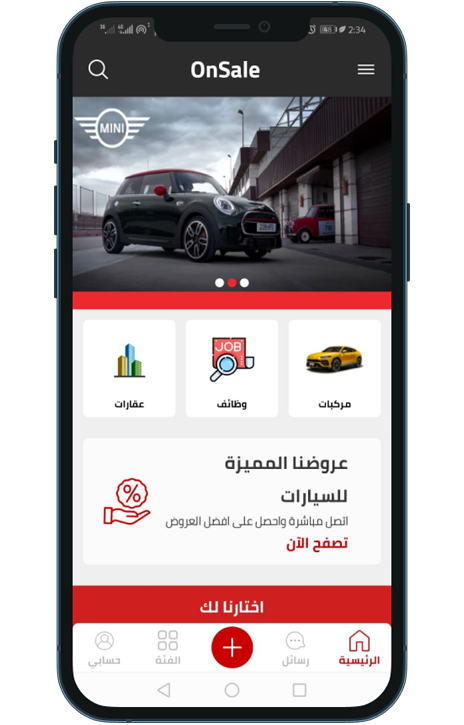 2:34
OnSale
MINI
مركبات
JOB
وظائف
عقارات
عروضنا المميزة
للسيارات
اتصل مباشرة واحصل على افضل العروض
تصفح الآن
اختارنا لك
الرئيسية
رسائل
الفئة
حسابي